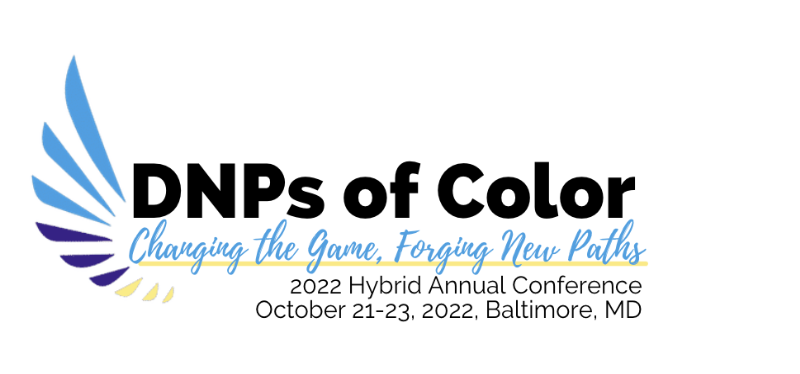 DNPs of Color
Changing the Game, Forging New Paths
2022 Hybrid Annual Conference
October 21-23, 2022, Baltimore, MD